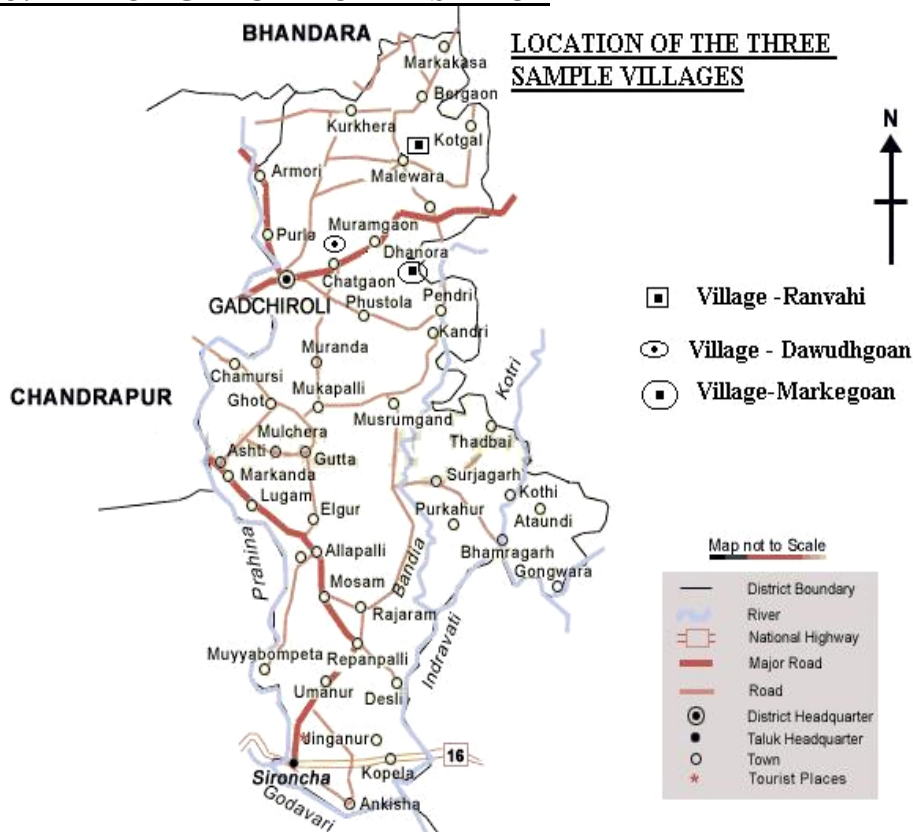 BHANDARA
LOCATION OF THE THREE
SAMPLE VILLAGES
Markakasa
Bergaon
Kurkhera
Kotgal
N
Armori
Malewara
Purla
Muramgaon
Dhanora
Chatgaon
GADCHIROLI
Phustola
Pendri
Village -Ranvahi
Kandri
Muranda
Village - Dawudhgoan
Chamursi
Mukapalli
Kotri
CHANDRAPUR
Ghot
Village-Markegoan
Musrumgand
Mulchera
Thadbai
Ashti
Gutta
Markanda
Surjagarh
Lugam
Kothi
Elgur
Purkahur
Ataundi
Prahina
Allapalli
Bhamragarh
Map not to Scale
Bandia
Gongwara
Mosam
District Boundary
Rajaram
River
National Highway
Muyyabompeta
Repanpalli
Indravati
Major Road
Umanur
Desli
Road
District Headquarter
Jinganur
Taluk Headquarter
16
Town
Sironcha
Kopela
Tourist Places
Godavari
Ankisha